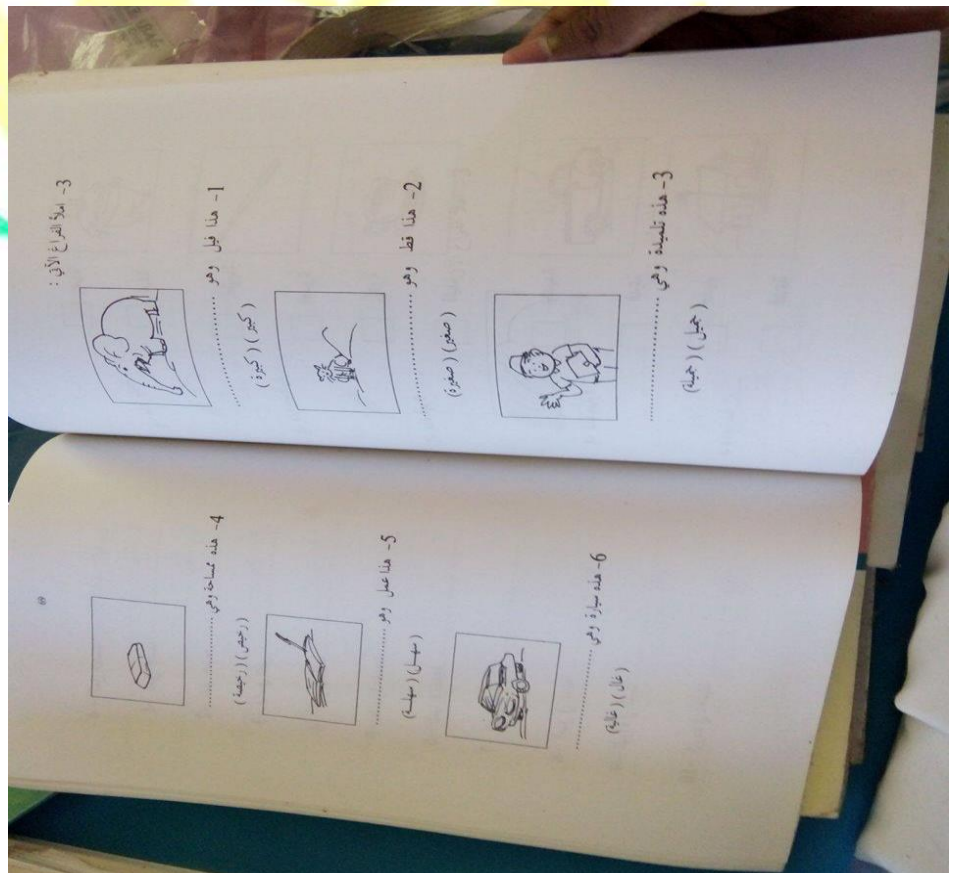 3- املأ الفراغ الآتي :
1- هذا فيل وهو ..............
( كبير ) ( كبيرة )
2- هذا قط وهو ..............
(صغير) (صغيرة)
3- هذه تلميذة وهي ..............
(جميل) (جميلة)
4- هذه ممساحة وهي ..............
(رخيص) (رخيصة)
5- هذا عمل وهو ..............
(سهل) (سهلة)
6- هذه سيارة وهي ..............
(غال) (غالية)
69